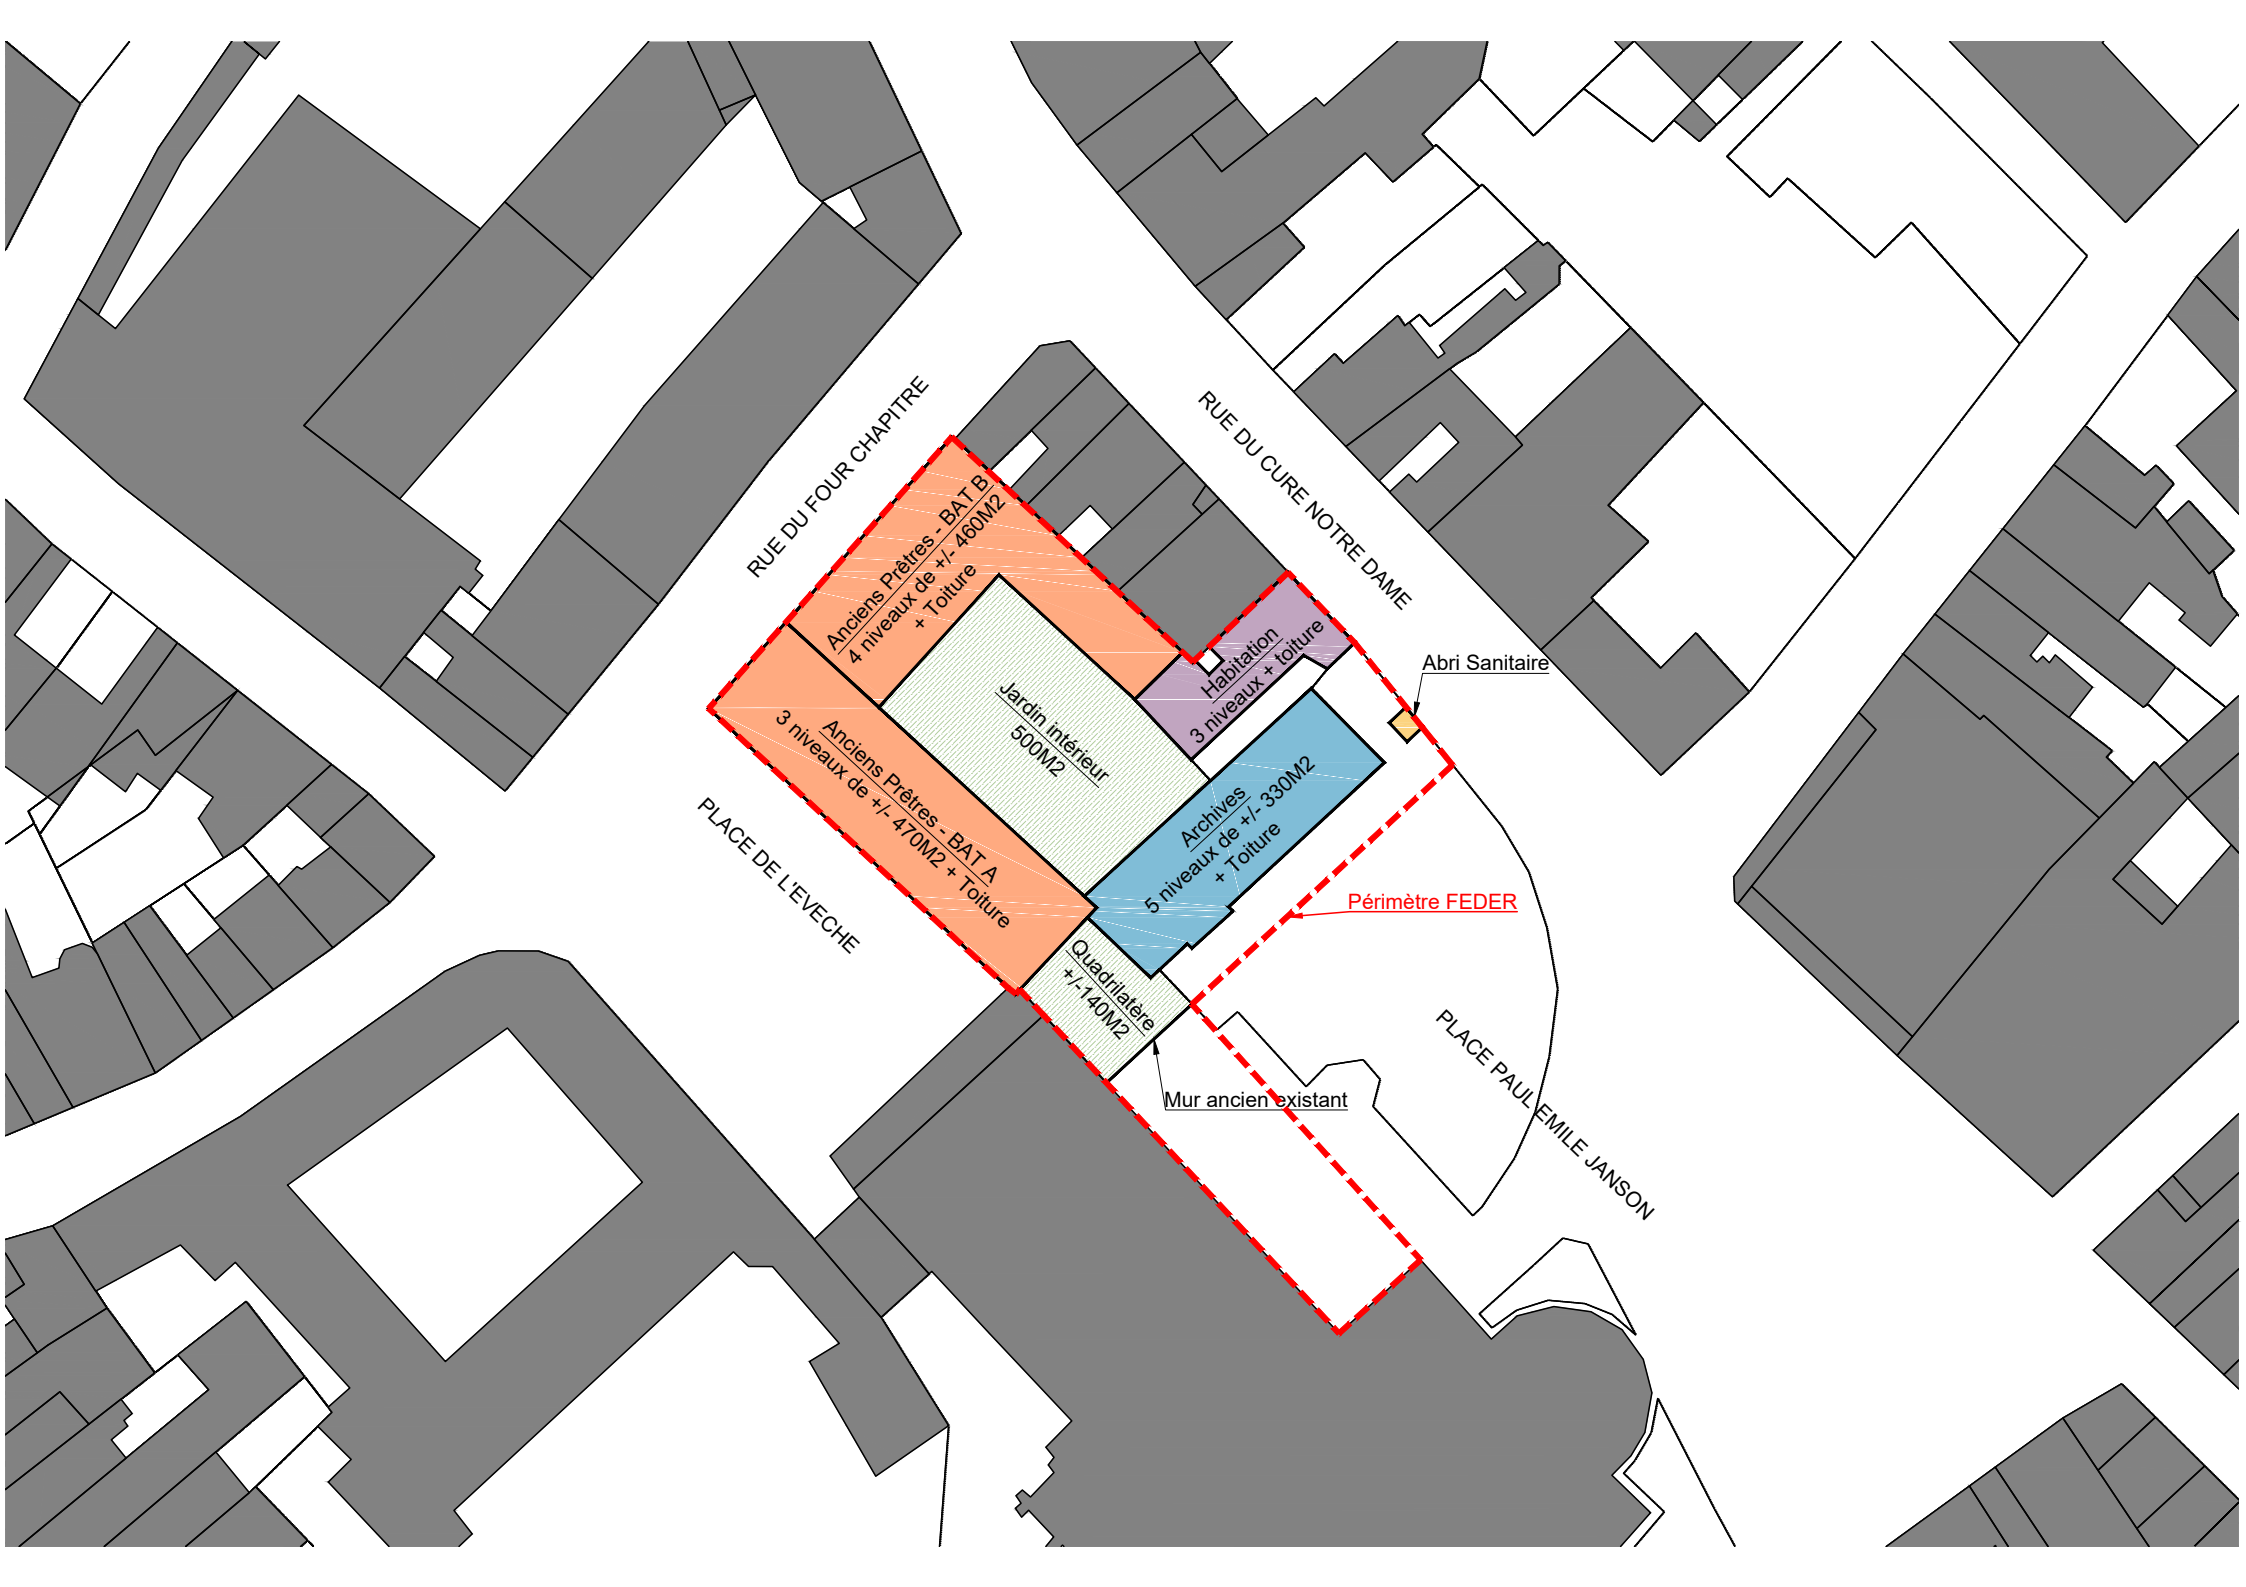 RUE DU FOUR CHAPITRE
RUE DU CURE NOTRE DAME
Anciens Prêtres - BAT B
4 niveaux de +/- 460M2
+ Toiture
Habitation
3 niveaux + toiture
Abri Sanitaire
Jardin intérieur
500M2
Anciens Prêtres - BAT A
3 niveaux de +/- 470M2 + Toiture
Archives
5 niveaux de +/- 330M2
+ Toiture
PLACE DE L'EVECHE
Périmètre FEDER
Quadrilatère
+/-140M2
Mur ancien existant
PLACE PAUL EMILE JANSON